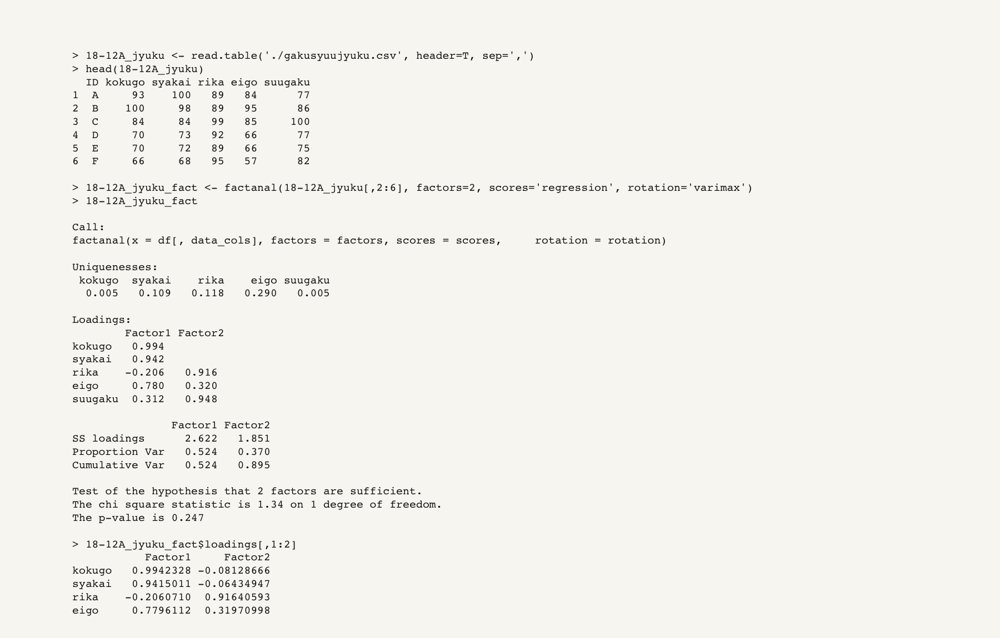 > 18-12A_jyuku <- read.table('./gakusyuujyuku.csv', header=T, sep=',')
> head(18-12A_jyuku)
  ID kokugo syakai rika eigo suugaku
1  A     93    100   89   84      77
2  B    100     98   89   95      86
3  C     84     84   99   85     100
4  D     70     73   92   66      77
5  E     70     72   89   66      75
6  F     66     68   95   57      82

> 18-12A_jyuku_fact <- factanal(18-12A_jyuku[,2:6], factors=2, scores='regression', rotation='varimax')
> 18-12A_jyuku_fact

Call:
factanal(x = df[, data_cols], factors = factors, scores = scores,     rotation = rotation)

Uniquenesses:
 kokugo  syakai    rika    eigo suugaku
  0.005   0.109   0.118   0.290   0.005

Loadings:
        Factor1 Factor2
kokugo   0.994
syakai   0.942
rika    -0.206   0.916
eigo     0.780   0.320
suugaku  0.312   0.948

               Factor1 Factor2
SS loadings      2.622   1.851
Proportion Var   0.524   0.370
Cumulative Var   0.524   0.895

Test of the hypothesis that 2 factors are sufficient.
The chi square statistic is 1.34 on 1 degree of freedom.
The p-value is 0.247

> 18-12A_jyuku_fact$loadings[,1:2]
           Factor1     Factor2
kokugo   0.9942328 -0.08128666
syakai   0.9415011 -0.06434947
rika    -0.2060710  0.91640593
eigo     0.7796112  0.31970998